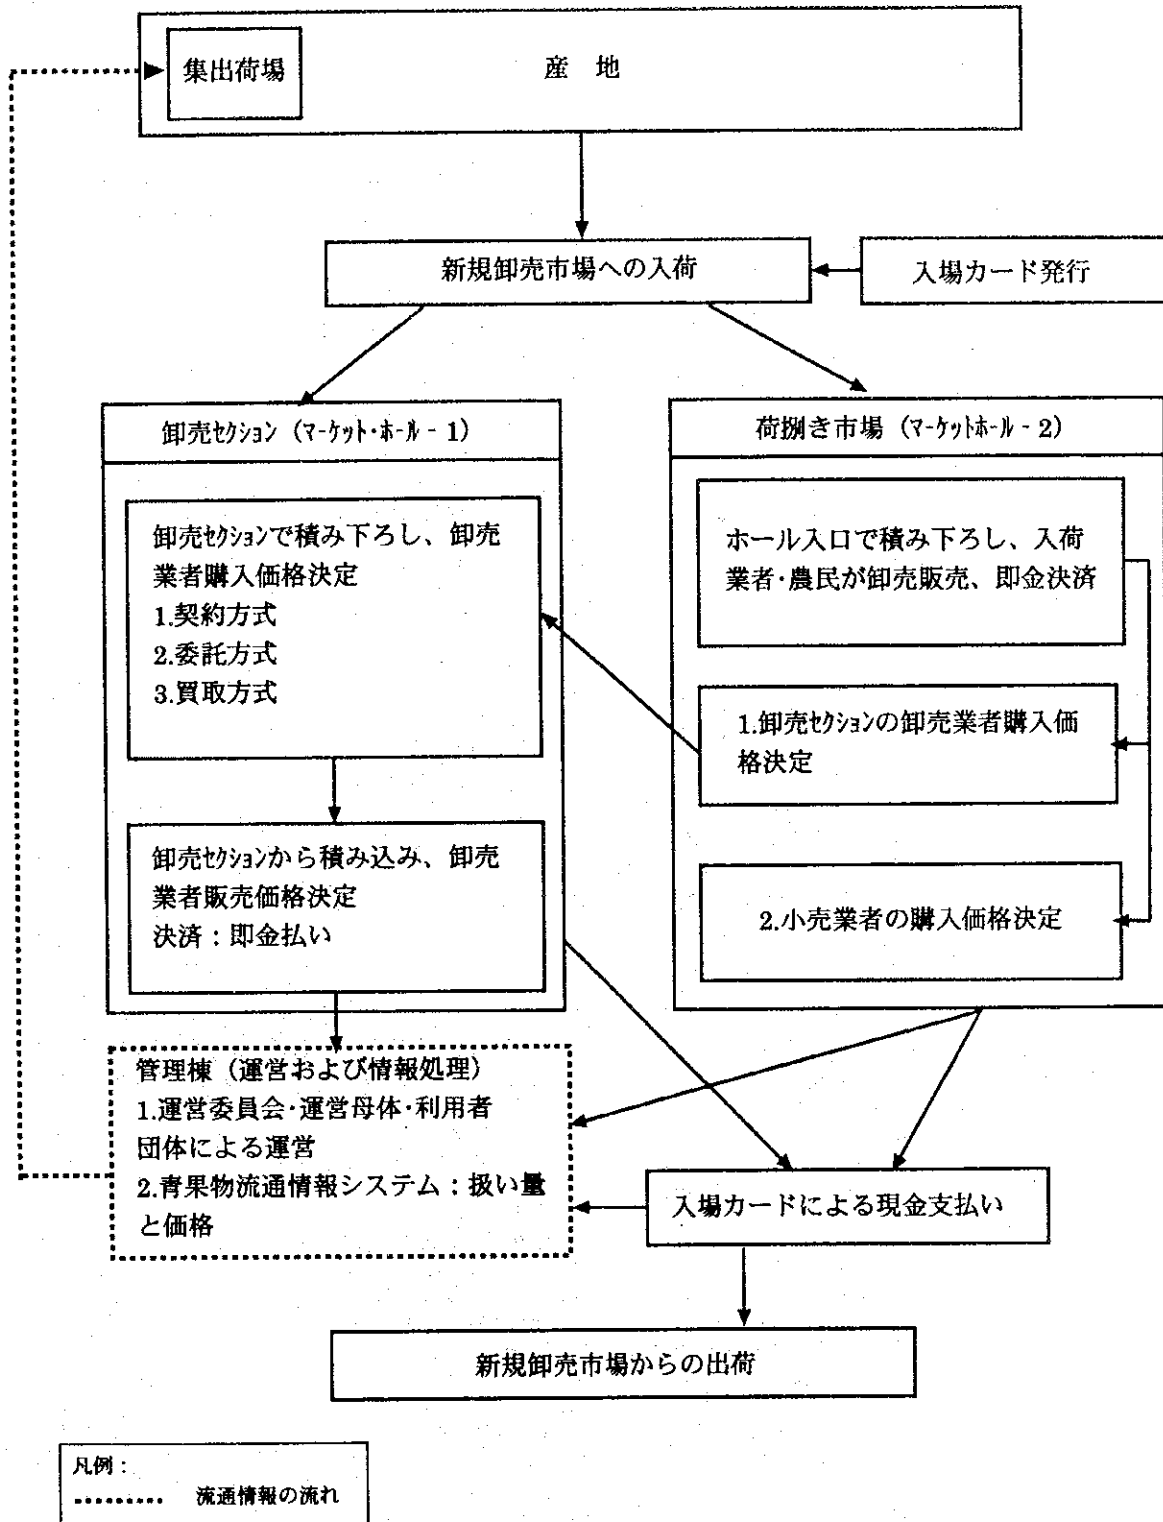 集出荷場
産 地
新規卸売市場への入荷
入場カード発行
卸売ｾｸｼｮﾝ（ﾏｰｹｯﾄ･ﾎｰﾙ - 1）
卸売ｾｸｼｮﾝで積み下ろし、卸売
業者購入価格決定
1.契約方式
2.委託方式
3.買取方式
卸売ｾｸｼｮﾝから積み込み、卸売
業者販売価格決定
決済：即金払い
荷捌き市場（ﾏｰｹｯﾄﾎｰﾙ - 2）
ホール入口で積み下ろし、入荷
業者･農民が卸売販売、即金決済
1.卸売ｾｸｼｮﾝの卸売業者購入価
格決定
2.小売業者の購入価格決定
管理棟（運営および情報処理）
1.運営委員会･運営母体･利用者
団体による運営
2.青果物流通情報システム：扱い量
と価格
入場カードによる現金支払い
新規卸売市場からの出荷
凡例：
流通情報の流れ